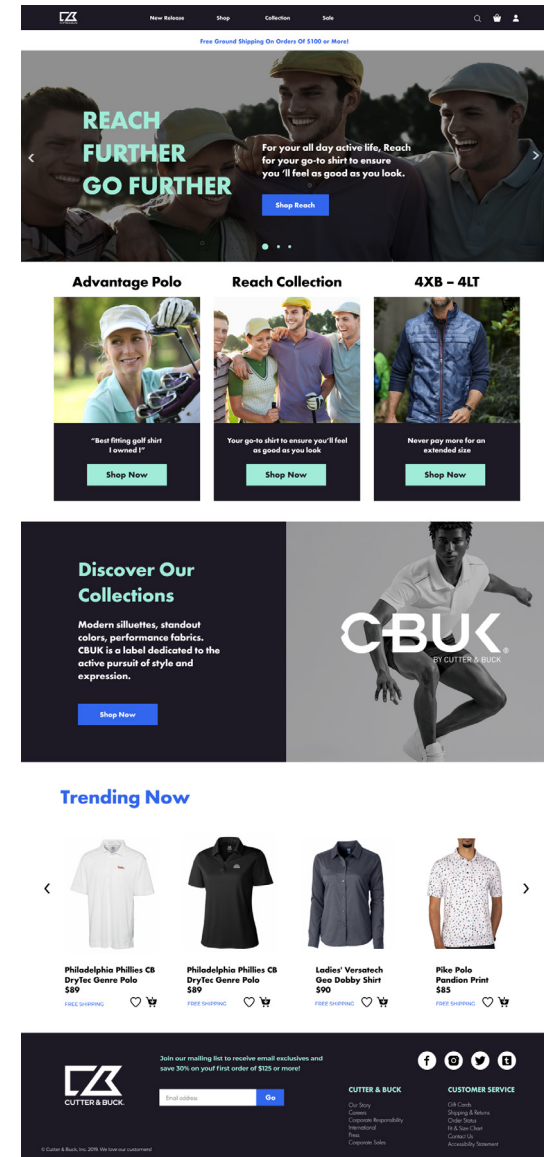 CUTTER & BUCK
New Release
Shop
Collection
Sale
Free Ground Shipping On Orders Of $100 or More!
REACH
FURTHER
GO FURTHER
For your all day active life, Reach
for your go-to shirt to ensure
you 'll feel as good as you look.
Shop Reach
Advantage Polo
Reach Collection
4XB – 4LT
“Best fitting golf shirt
I owned !”
Shop Now
Your go-to shirt to ensure you'll feel
as good as you look
Shop Now
Never pay more for an
extended size
Shop Now
Discover Our
Collections
Modern silluettes, standout
colors, performance fabrics.
CBUK is a label dedicated to the
active pursuit of style and
expression.
Shop Now
CBUK®
BY CUTTER & BUCK
Trending Now
Philadelphia Phillies CB
DryTec Genre Polo
$89
FREE SHIPPING
Philadelphia Phillies CB
DryTec Genre Polo
$89
FREE SHIPPING
Ladies' Versatech
Geo Dobby Shirt
$90
FREE SHIPPING
Pike Polo
Pandion Print
$85
FREE SHIPPING
CUTTER & BUCK.
Join our mailing list to receive email exclusives and
save 30% on youf first order of $125 or more!
Email address
Go
CUTTER & BUCK
Our Story
Careers
Corporate Responsibility
International
Press
Corporate Sales
CUSTOMER SERVICE
Gift Cards
Shipping & Returns
Order Status
Fit & Size Chart
Contact Us
Accessibility Statement
© Cutter & Buck, Inc. 2019. We love our customers!